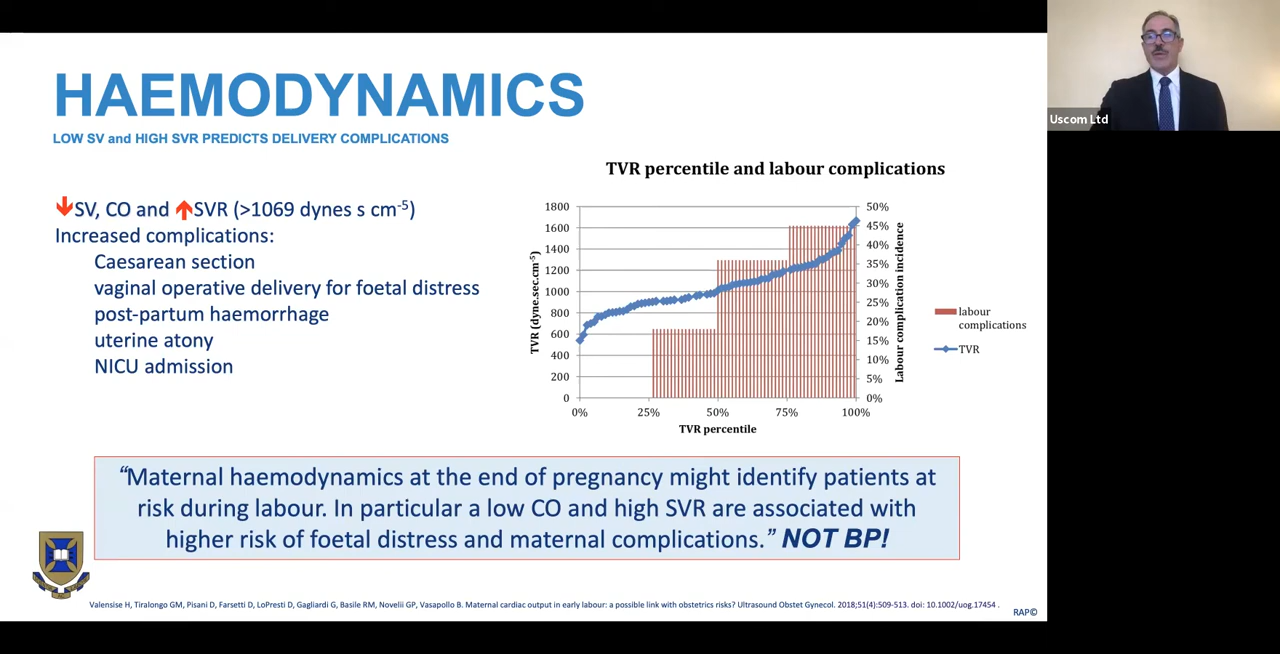 HAEMODYNAMICS
LOW SV and HIGH SVR PREDICTS DELIVERY COMPLICATIONS
SV, CO and SVR (>1069 dynes s cm-5)
Increased complications:
Caesarean section
vaginal operative delivery for foetal distress
post-partum haemorrhage
uterine atony
NICU admission
TVR percentile and labour complications
TVR (dyne.sec.cm-5)
1800
1600
1400
1200
1000
800
600
400
200
0
50%
45%
40%
35%
30%
25%
20%
15%
10%
5%
0%
Labour complication incidence
0% 25% 50% 75% 100%
TVR percentile
labour
complications
TVR
“Maternal haemodynamics at the end of pregnancy might identify patients at
risk during labour. In particular a low CO and high SVR are associated with
higher risk of foetal distress and maternal complications.” NOT BP!
Valensise H, Tiralongo GM, Pisani D, Farsetti D, LoPresti D, Gagliardi G, Basile RM, Novelii GP, Vasapollo B. Maternal cardiac output in early labour: a possible link with obstetrics risks? Ultrasound Obstet Gynecol. 2018;51(4):509-513. doi: 10.1002/uog.17454 .
RAP©
Uscom Ltd